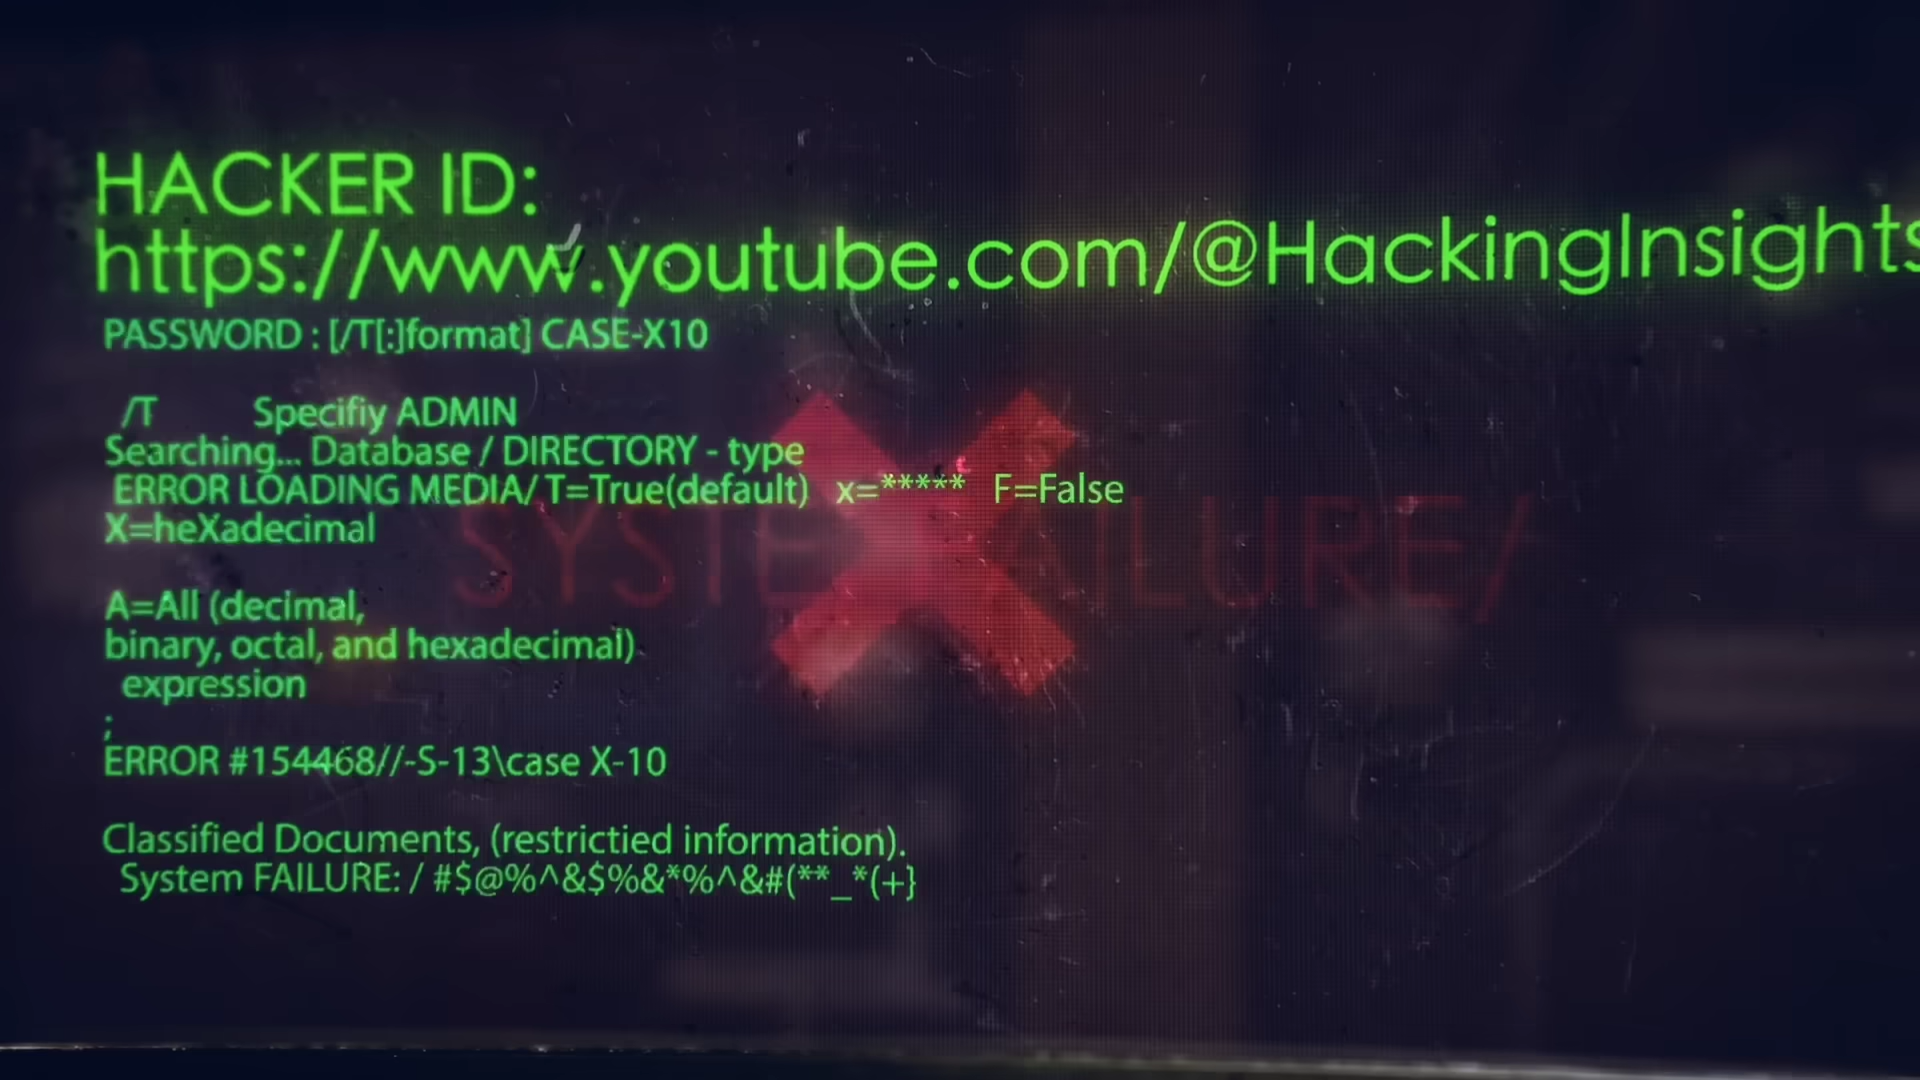 HACKER ID:
https://www.youtube.com/@HackingInsights
PASSWORD : [/T[:]format] CASE-X10
/T Specifiy ADMIN
Searching... Database / DIRECTORY - type
ERROR LOADING MEDIA/ T=True(default) x=***** F=False
X=heXadecimal
SYSTE FAILURE/
A=All (decimal,
binary, octal, and hexadecimal)
expression
;
ERROR #154468//-S-13\case X-10
Classified Documents, (restrictied information).
System FAILURE: / #$@%^&$%&*%^&#(**_*(+}